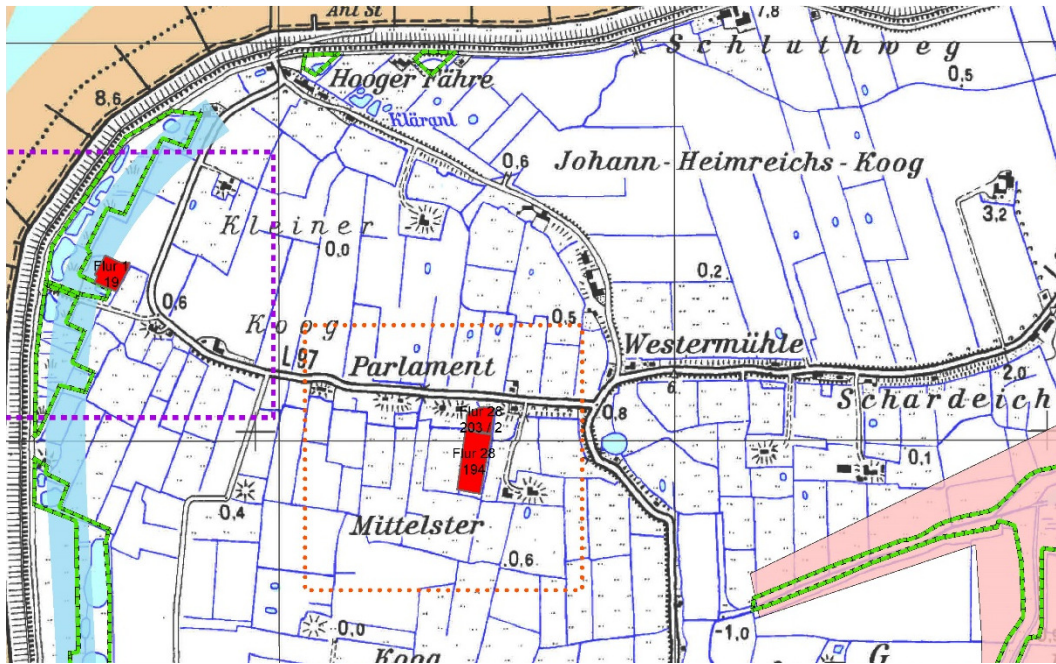 Anl St
7,8
Schluthweg
Hooger Fähre
0,5
8,6
Kläranl
0,6
Johann-Heimreichs-Koog
3,2
Kleiner
0,0
Flur 1
19
0,2
0,6
Koog
0,5
L 97
Parlament
Westermühle
6
2,0
Flur 28
203 / 2
0,8
Schardeich
Flur 28
194
0,1
0,4
Mittelster
0,6
-1,0
0,0
Koog
G